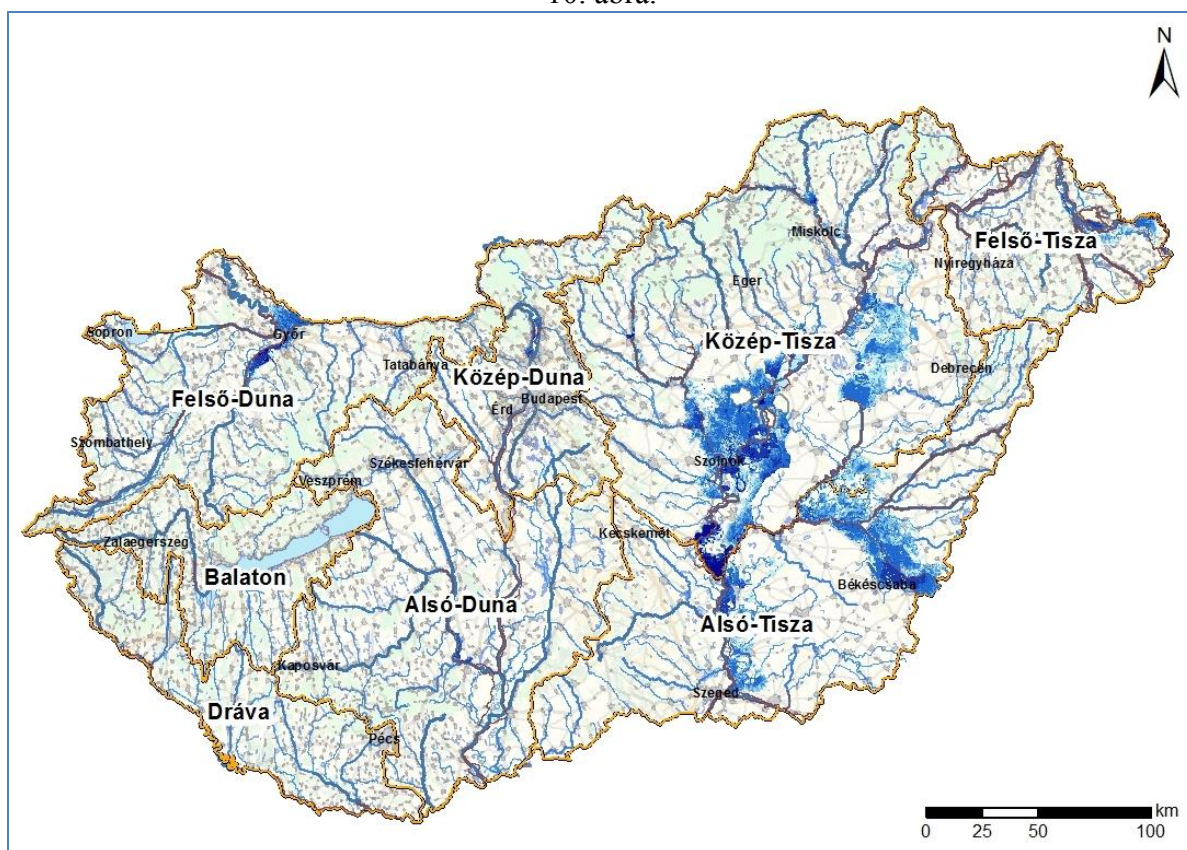 10. ábra.
N
Miskolc
Felső-Tisza
Nyíregyháza
Eger
Sopron
Győr
Közép-Tisza
Tatabánya
Közép-Duna
Debrecen
Felső-Duna
Budapest
Érd
Szombathely
Székesfehérvár
Szolnok
Veszprém
Kecskemét
Zalaegerszeg
Balaton
Békéscsaba
Alsó-Duna
Alsó-Tisza
Kaposvár
Szeged
Dráva
Pécs
km
0 25 50 100